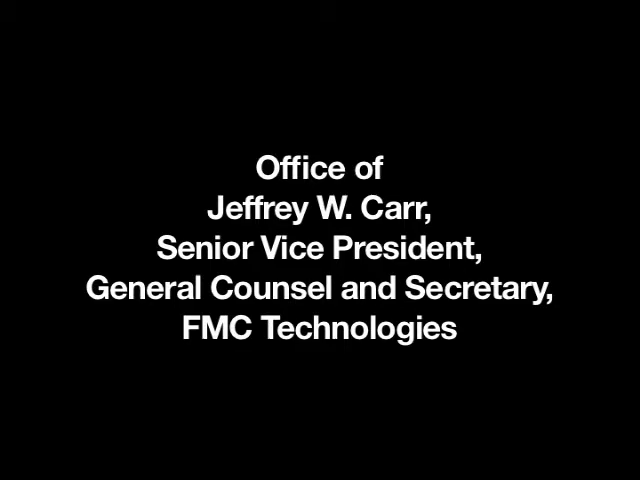 Office of
Jeffrey W. Carr,
Senior Vice President,
General Counsel and Secretary,
FMC Technologies